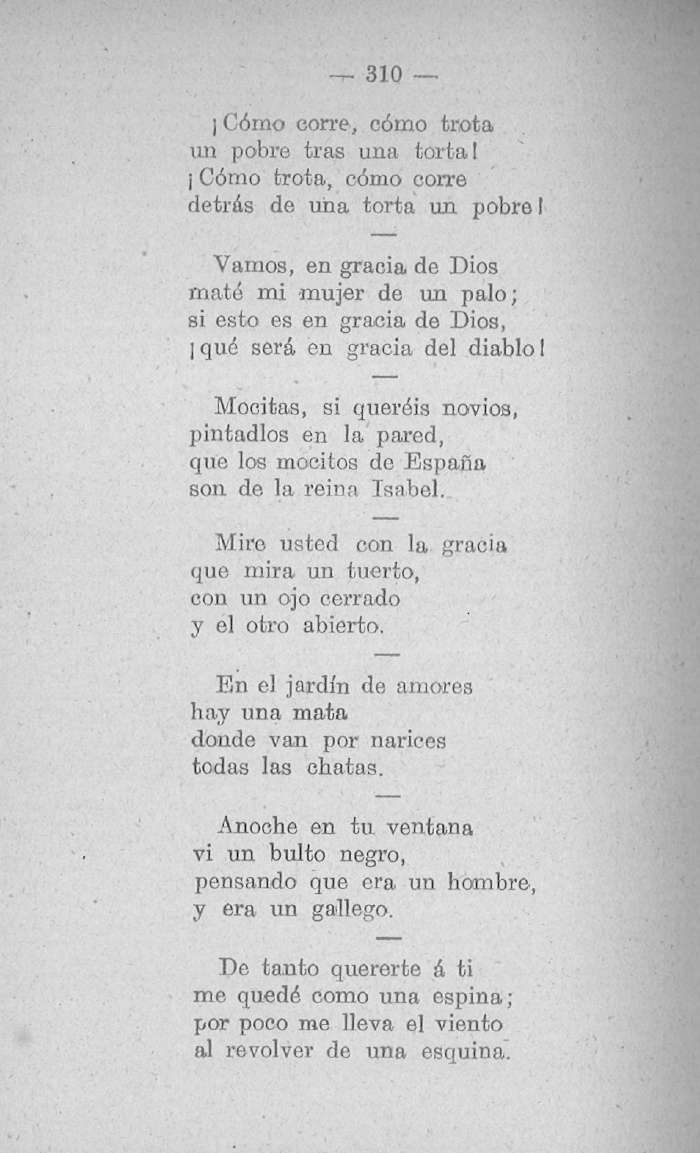 — 310 —
¡Cómo corre, cómo trota
un pobre tras una torta!
¡Cómo trota, cómo corre
detrás de una torta un pobre!
Vamos, en gracia de Dios
maté mi mujer de un palo;
si esto es en gracia de Dios,
¡qué será en gracia del diablo!
Mocitas, si queréis novios,
pintadlos en la pared,
que los mocitos de España
son de la reina Isabel.
Mire usted con la gracia
que mira un tuerto,
con un ojo cerrado
y el otro abierto.
En el jardín de amores
hay una mata
donde van por narices
todas las chatas.
Anoche en tu ventana
vi un bulto negro,
pensando que era un hombre,
y era un gallego.
De tanto quererte á ti
me quedé como una espina;
por poco me lleva el viento
al revolver de una esquina.